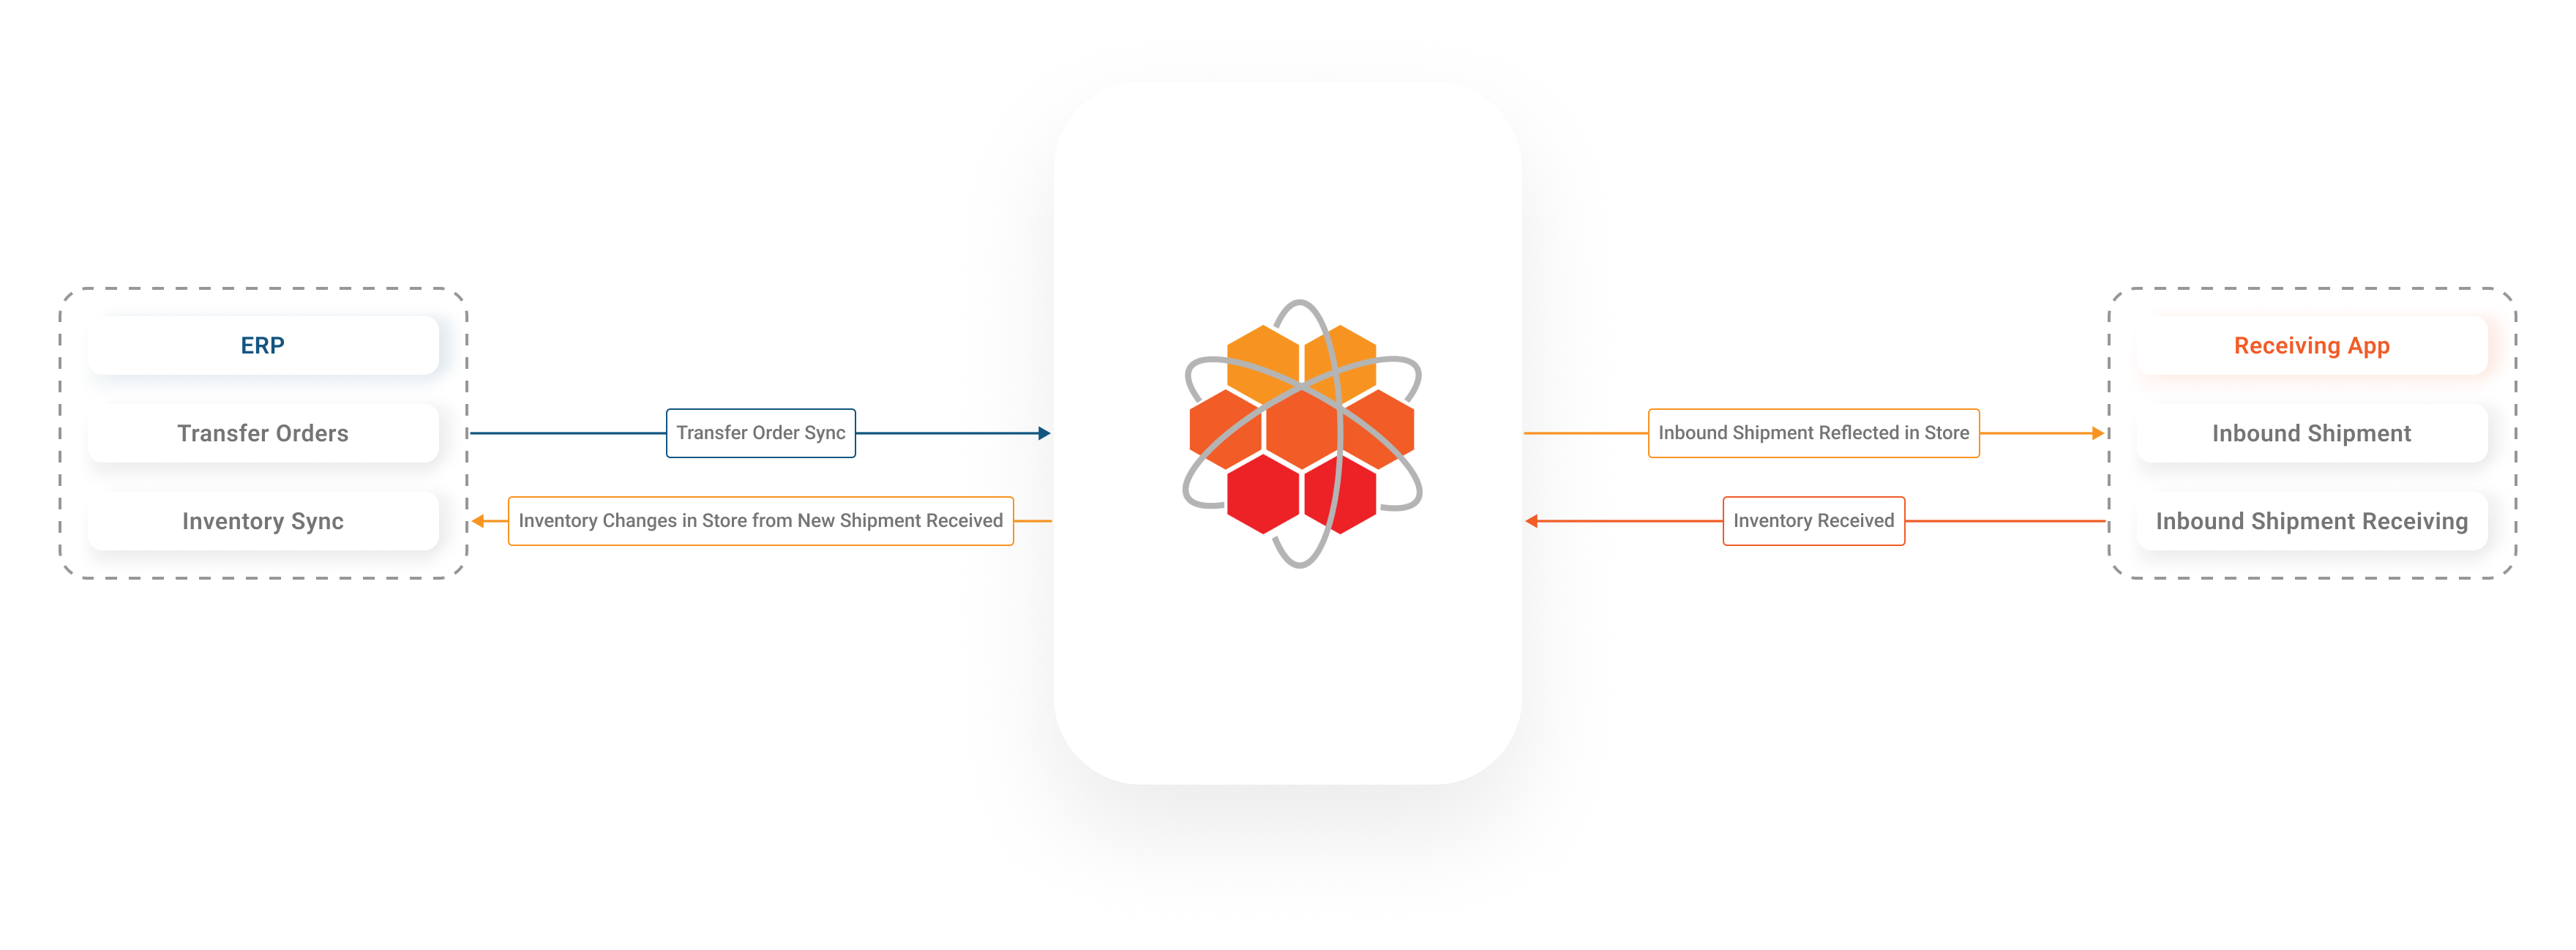 ERP
Transfer Orders
Inventory Sync
Transfer Order Sync
Inventory Changes in Store from New Shipment Received
Inbound Shipment Reflected in Store
Inventory Received
Receiving App
Inbound Shipment
Inbound Shipment Receiving